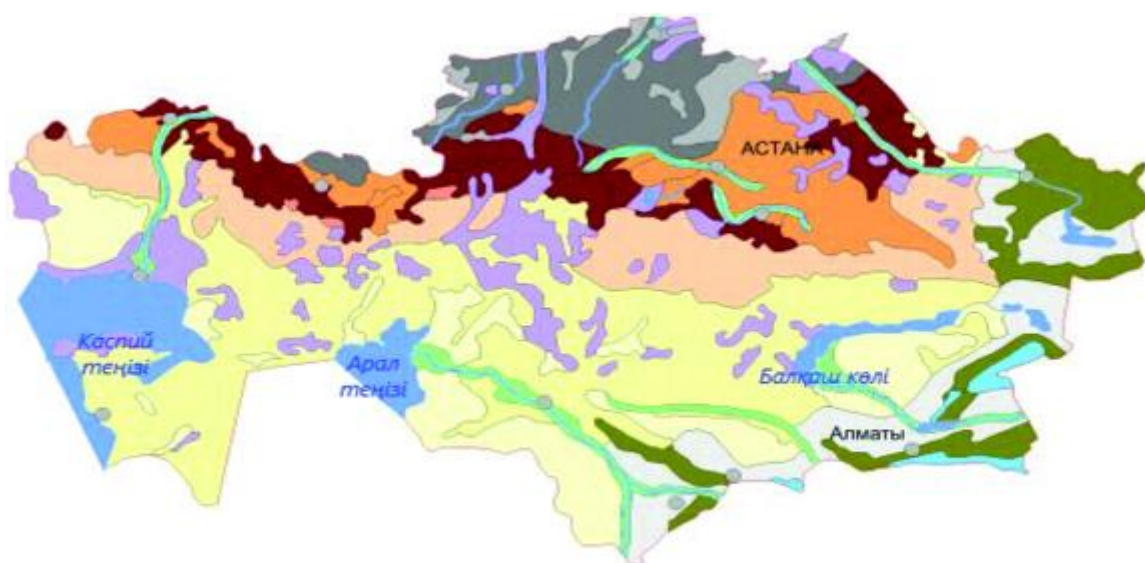 АСТАНА
Каспий
теңізі
Арал
теңізі
Балқаш көлі
Алматы